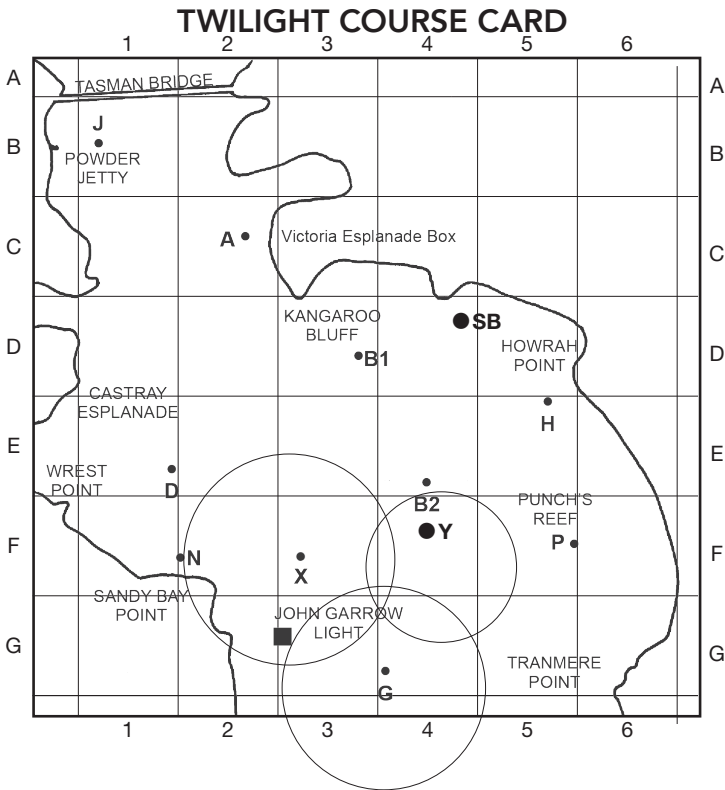 TWILIGHT COURSE CARD
1 2 3 4 5 6
A A
TASMAN BRIDGE
J
B B
POWDER
JETTY
A
Victoria Esplanade Box
C C
KANGAROO
BLUFF
SB
HOWRAH
POINT
D D
B1
CASTRAY
ESPLANADE
H
E E
WREST
POINT
D
B2
PUNCH'S
REEF
Y
P
F F
N
X
SANDY BAY
POINT
JOHN GARROW
LIGHT
G G
TRANMERE
POINT
G
1 2 3 4 5 6